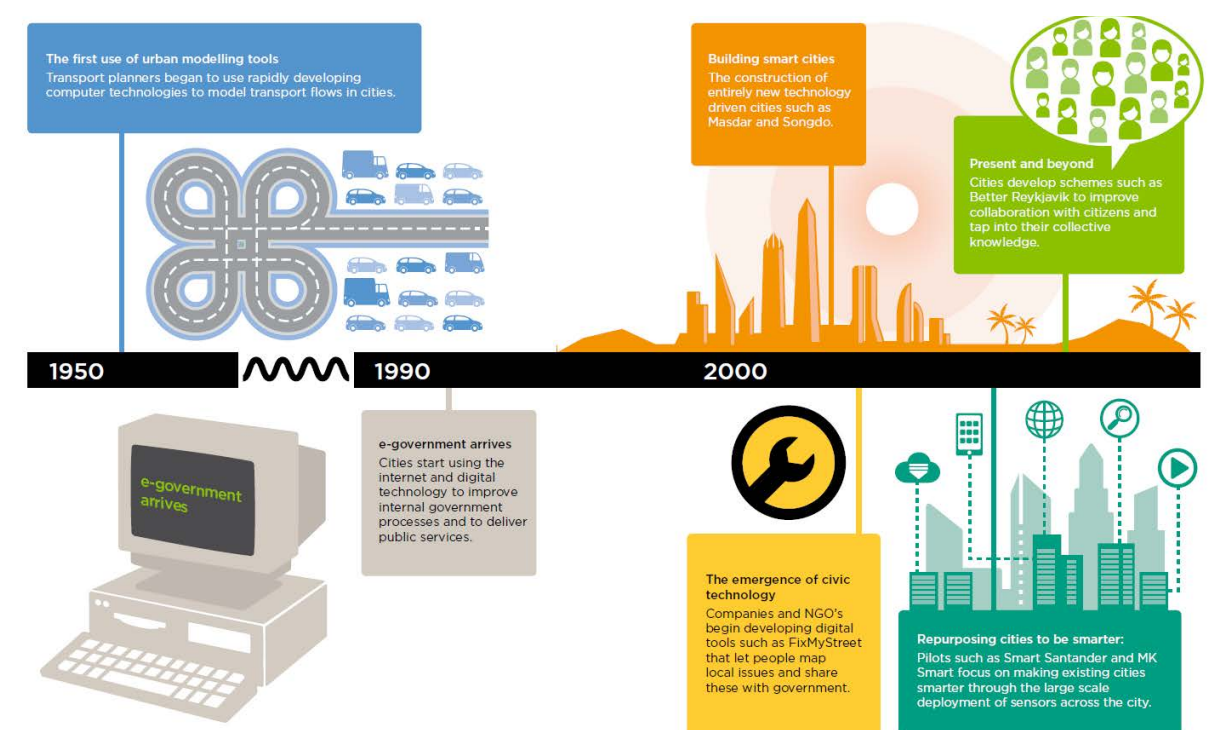 The first use of urban modelling tools
Transport planners began to use rapidly developing
computer technologies to model transport flows in cities.
Building smart cities
The construction of
entirely new technology
driven cities such as
Masdar and Songdo.
Present and beyond
Cities develop schemes such as
Better Reykjavik to improve
collaboration with citizens and
tap into their collective
knowledge.
1950
1990
2000
e-government
arrives
e-government arrives
Cities start using the
internet and digital
technology to improve
internal government
processes and to deliver
public services.
The emergence of civic
technology
Companies and NGO's
begin developing digital
tools such as FixMyStreet
that let people map
local issues and share
these with government.
Repurposing cities to be smarter:
Pilots such as Smart Santander and MK
Smart focus on making existing cities
smarter through the large scale
deployment of sensors across the city.